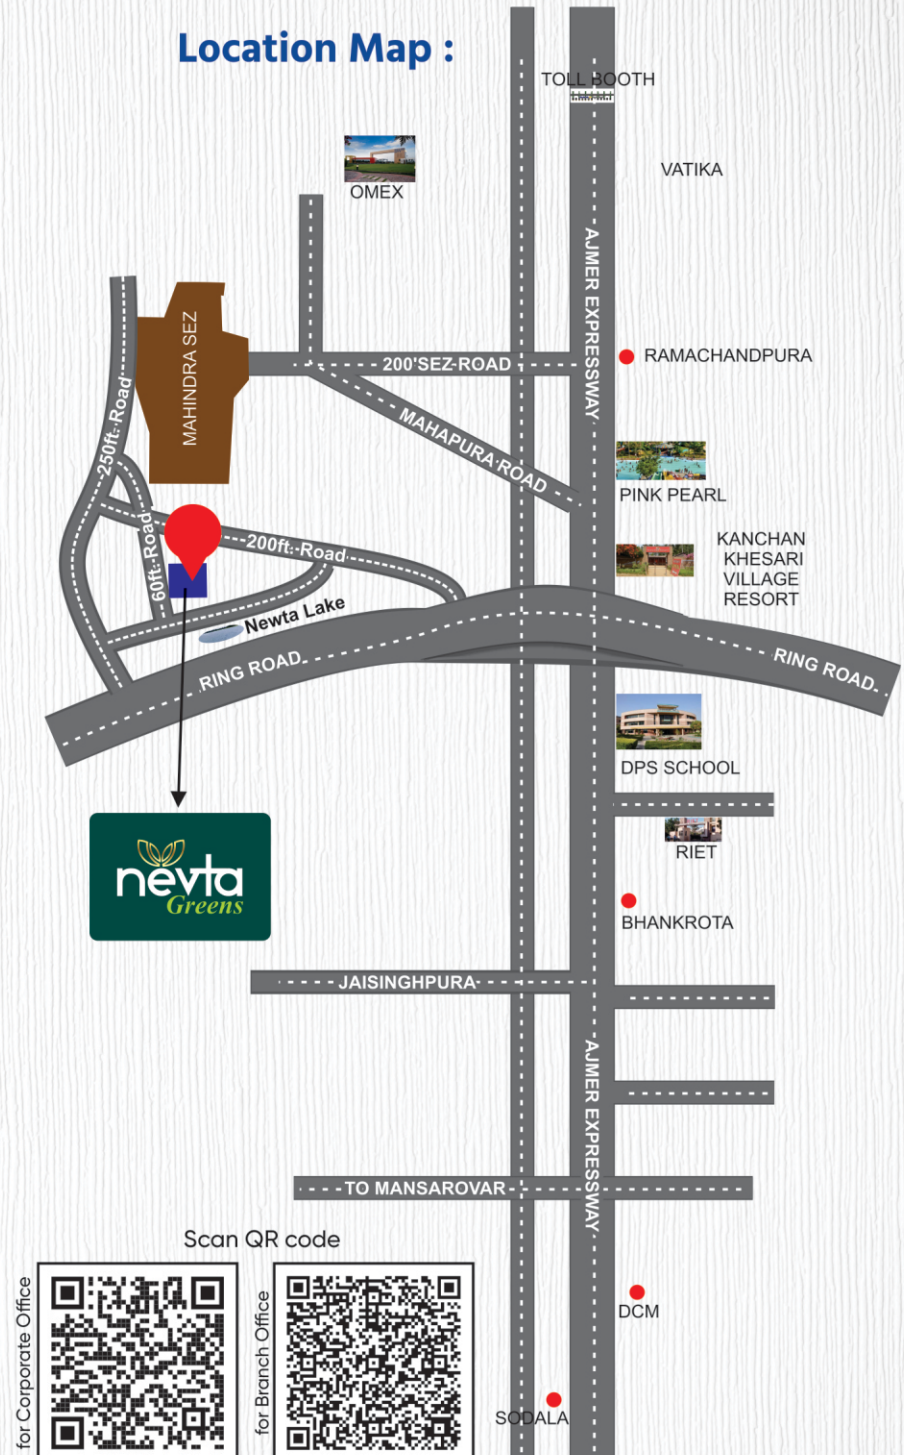 Location Map :
TOLL BOOTH
VATIKA
OMEX
AJMER EXPRESSWAY
MAHINDRA SEZ
200'SEZ-ROAD
RAMACHANDPURA
250ft.-Road
MAHAPURA ROAD
PINK PEARL
60ft.-Road
200ft.-Road
KANCHAN
KHESARI
VILLAGE
RESORT
Newta Lake
RING ROAD
RING ROAD
DPS SCHOOL
nevta
Greens
RIET
BHANKROTA
JAISINGHPURA
AJMER EXPRESSWAY
TO MANSAROVAR
Scan QR code
for Corporate Office
for Branch Office
DCM
SODALA